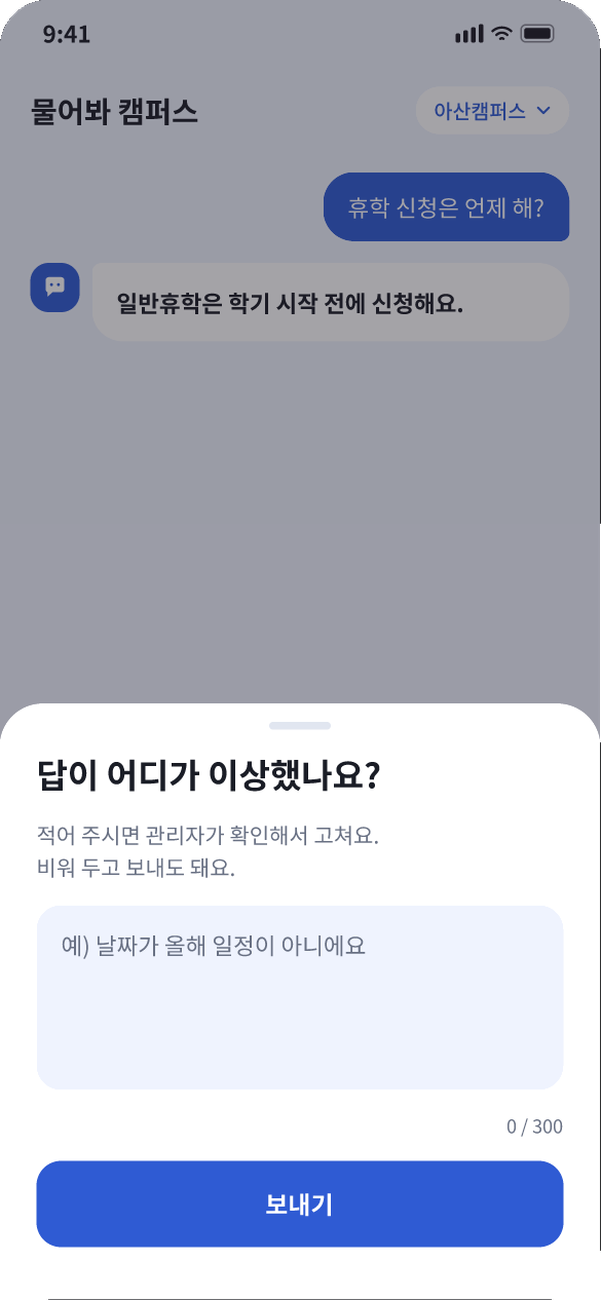 9:41
물어봐 캠퍼스
아산캠퍼스
휴학 신청은 언제 해?
일반휴학은 학기 시작 전에 신청해요.
답이 어디가 이상했나요?
적어 주시면 관리자가 확인해서 고쳐요.
비워 두고 보내도 돼요.
예) 날짜가 올해 일정이 아니에요
0 / 300
보내기